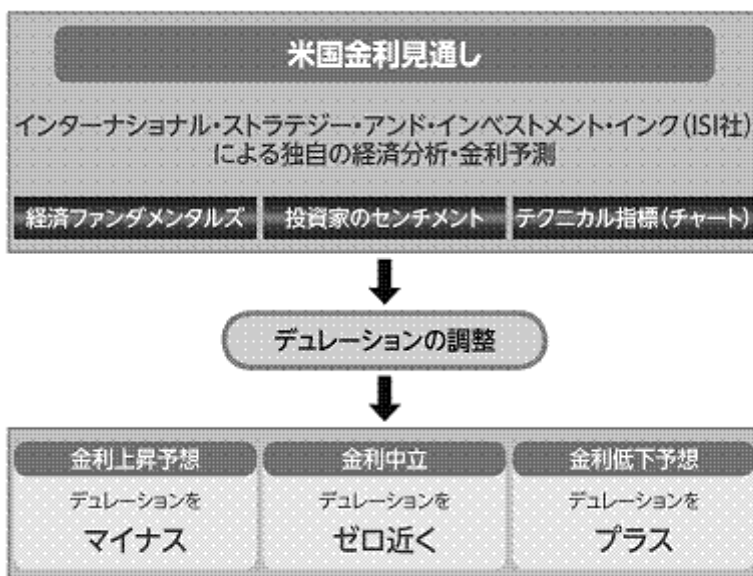 米国金利見通し
インターナショナル・ストラテジー・アンド・インベストメント・インク(ISI社)
による独自の経済分析・金利予測
経済ファンダメンタルズ
投資家のセンチメント
テクニカル指標(チャート)
デュレーションの調整
金利上昇予想
デュレーションを
マイナス
金利中立
デュレーションを
ゼロ近く
金利低下予想
デュレーションを
プラス